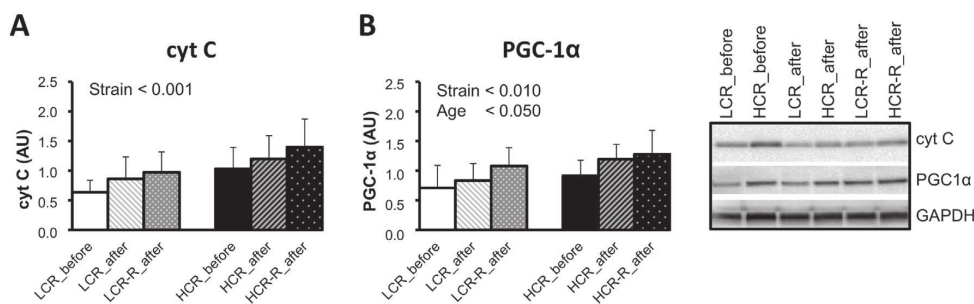 A
cyt C
cyt C (AU)
2.5
2.0
1.5
1.0
0.5
0.0
Strain < 0.001
LCR_before
LCR_after
LCR-R_after
HCR_before
HCR_after
HCR-R_after
B
PGC-1α
PGC-1α (AU)
2.5
2.0
1.5
1.0
0.5
0.0
Strain < 0.010
Age < 0.050
LCR_before
LCR_after
LCR-R_after
HCR_before
HCR_after
HCR-R_after
LCR_before
HCR_before
LCR_after
HCR_after
LCR-R_after
HCR-R_after
cyt C
PGC1α
GAPDH